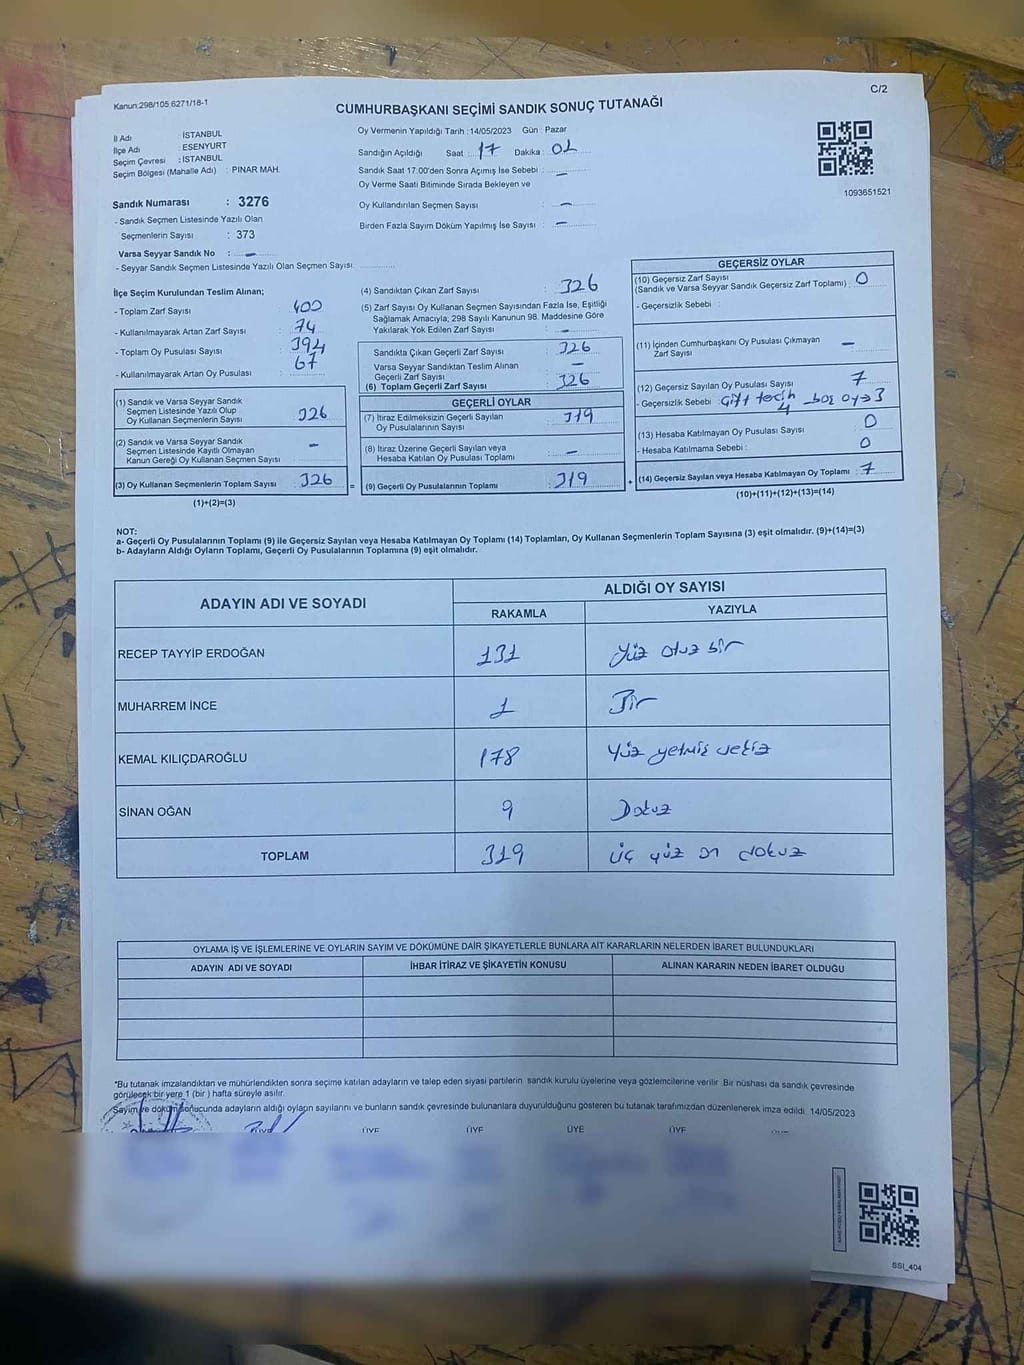 Kanun:298/105,6271/18-1
C/2
CUMHURBAŞKANI SEÇİMİ SANDIK SONUÇ TUTANAĞI
İl Adı : İSTANBUL
İlçe Adı : ESENYURT
Seçim Çevresi : İSTANBUL
Seçim Bölgesi (Mahalle Adı) : PINAR MAH.
Sandık Numarası : 3276
- Sandık Seçmen Listesinde Yazılı Olan
Seçmenlerin Sayısı : 373
Varsa Seyyar Sandık No : –
- Seyyar Sandık Seçmen Listesinde Yazılı Olan Seçmen Sayısı:
Oy Vermenin Yapıldığı Tarih :14/05/2023 Gün : Pazar
Sandığın Açıldığı Saat : 17 Dakika : 01
Sandık Saat 17:00'den Sonra Açımış İse Sebebi : –
Oy Verme Saati Bitiminde Sırada Bekleyen ve
Oy Kullandırılan Seçmen Sayısı : –
Birden Fazla Sayım Döküm Yapılmış İse Sayısı : –
1093651521
İlçe Seçim Kurulundan Teslim Alınan;
- Toplam Zarf Sayısı : 400
- Kullanılmayarak Artan Zarf Sayısı : 74
- Toplam Oy Pusulası Sayısı : 394
- Kullanılmayarak Artan Oy Pusulası : 67
(1) Sandık ve Varsa Seyyar Sandık
Seçmen Listesinde Yazılı Olup
Oy Kullanan Seçmenlerin Sayısı : 326
(2) Sandık ve Varsa Seyyar Sandık
Seçmen Listesinde Kayıtlı Olmayan
Kanun Gereği Oy Kullanan Seçmen Sayısı : –
(3) Oy Kullanan Seçmenlerin Toplam Sayısı : 326
(1)+(2)=(3)
(4) Sandıktan Çıkan Zarf Sayısı : 326
(5) Zarf Sayısı Oy Kullanan Seçmen Sayısından Fazla İse, Eşitliği
Sağlamak Amacıyla; 298 Sayılı Kanunun 98. Maddesine Göre
Yakılarak Yok Edilen Zarf Sayısı : –
Sandıkta Çıkan Geçerli Zarf Sayısı : 326
Varsa Seyyar Sandıktan Teslim Alınan
Geçerli Zarf Sayısı : –
(6) Toplam Geçerli Zarf Sayısı : 326
GEÇERLİ OYLAR
(7) İtiraz Edilmeksizin Geçerli Sayılan
Oy Pusulalarının Sayısı : 319
(8) İtiraz Üzerine Geçerli Sayılan veya
Hesaba Katılan Oy Pusulası Toplamı : –
= (9) Geçerli Oy Pusulalarının Toplamı : 319
GEÇERSİZ OYLAR
(10) Geçersiz Zarf Sayısı
(Sandık ve Varsa Seyyar Sandık Geçersiz Zarf Toplamı) : 0
- Geçersizlik Sebebi :
(11) İçinden Cumhurbaşkanı Oy Pusulası Çıkmayan
Zarf Sayısı : –
(12) Geçersiz Sayılan Oy Pusulası Sayısı : 7
- Geçersizlik Sebebi : Çift tercih 4 boş oy=3
(13) Hesaba Katılmayan Oy Pusulası Sayısı : 0
- Hesaba Katılmama Sebebi : 0
+ (14) Geçersiz Sayılan veya Hesaba Katılmayan Oy Toplamı : 7
(10)+(11)+(12)+(13)=(14)
NOT:
a- Geçerli Oy Pusulalarının Toplamı (9) ile Geçersiz Sayılan veya Hesaba Katılmayan Oy Toplamı (14) Toplamları, Oy Kullanan Seçmenlerin Toplam Sayısına (3) eşit olmalıdır. (9)+(14)=(3)
b- Adayların Aldığı Oyların Toplamı, Geçerli Oy Pusulalarının Toplamına (9) eşit olmalıdır.
ADAYIN ADI VE SOYADI
ALDIĞI OY SAYISI
RAKAMLA YAZIYLA
RECEP TAYYİP ERDOĞAN 131 Yüz otuz bir
MUHARREM İNCE 1 Bir
KEMAL KILIÇDAROĞLU 178 Yüz yetmiş sekiz
SİNAN OĞAN 9 Dokuz
TOPLAM 319 üç yüz on dokuz
OYLAMA İŞ VE İŞLEMLERİNE VE OYLARIN SAYIM VE DÖKÜMÜNE DAİR ŞİKAYETLERLE BUNLARA AİT KARARLARIN NELERDEN İBARET BULUNDUKLARI
ADAYIN ADI VE SOYADI İHBAR İTİRAZ VE ŞİKAYETİN KONUSU ALINAN KARARIN NEDEN İBARET OLDUĞU
*Bu tutanak imzalandıktan ve mühürlendikten sonra seçime katılan adayların ve talep eden siyasi partilerin sandık kurulu üyelerine veya gözlemcilerine verilir. Bir nüshası da sandık çevresinde
görülecek bir yere 1 (bir) hafta süreyle asılır.
Sayım ve döküm sonucunda adayların aldığı oyların sayılarını ve bunların sandık çevresinde bulunanlara duyurulduğunu gösteren bu tutanak tarafımızdan düzenlenerek imza edildi. 14/05/2023
ÜYE ÜYE ÜYE ÜYE ÜYE
SSI_404